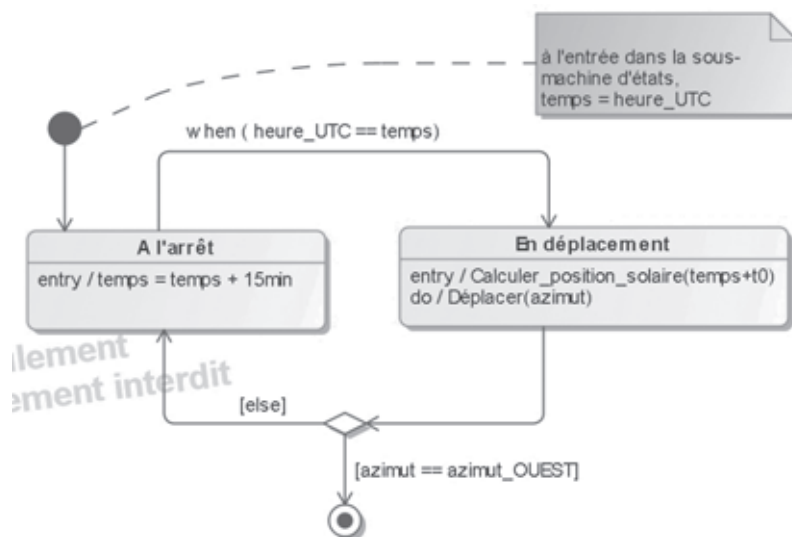 à l'entrée dans la sous-
machine d'états,
temps = heure_UTC
when ( heure_UTC == temps)
A l'arrêt
entry / temps = temps + 15min
En déplacement
entry / Calculer_position_solaire(temps+t0)
do / Déplacer(azimut)
lement
ement interdit
[else]
[azimut == azimut_OUEST]